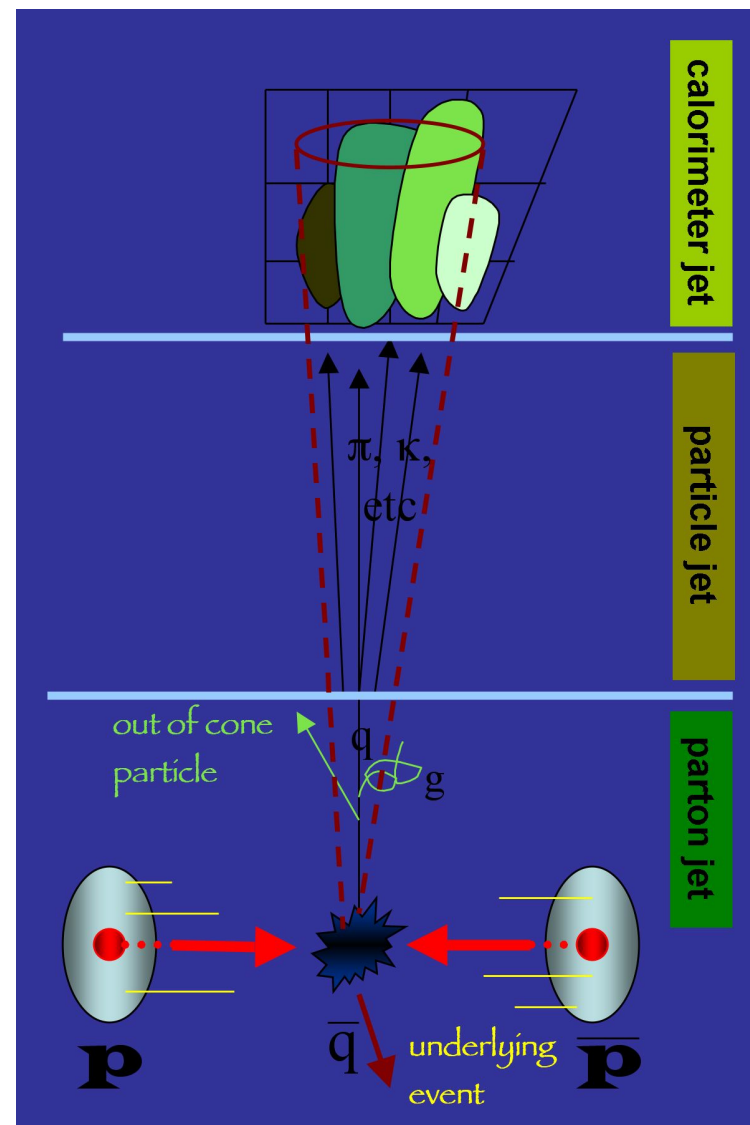 calorimeter jet
π, κ,
etc
particle jet
out of cone
particle
q
g
parton jet
p
q̅
p̅
underlying
event